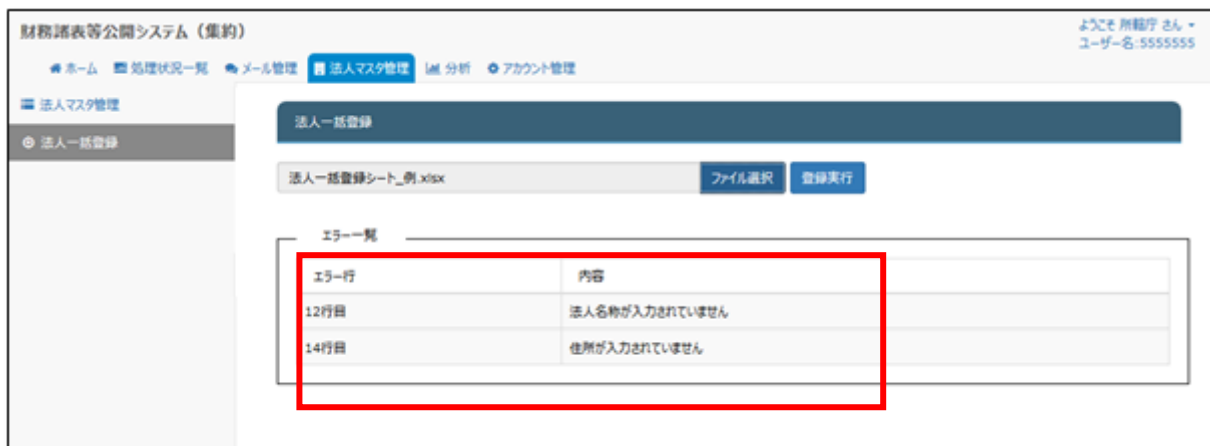 財務諸表等公開システム（集約）
ようこそ 所轄庁 さん
ユーザー名:5555555
ホーム 処理状況一覧 メール管理 法人マスタ管理 分析 アカウント管理
法人マスタ管理
法人一括登録
法人一括登録
法人一括登録シート_例.xlsx ファイル選択 登録実行
エラー一覧
エラー行 内容
12行目 法人名称が入力されていません
14行目 住所が入力されていません